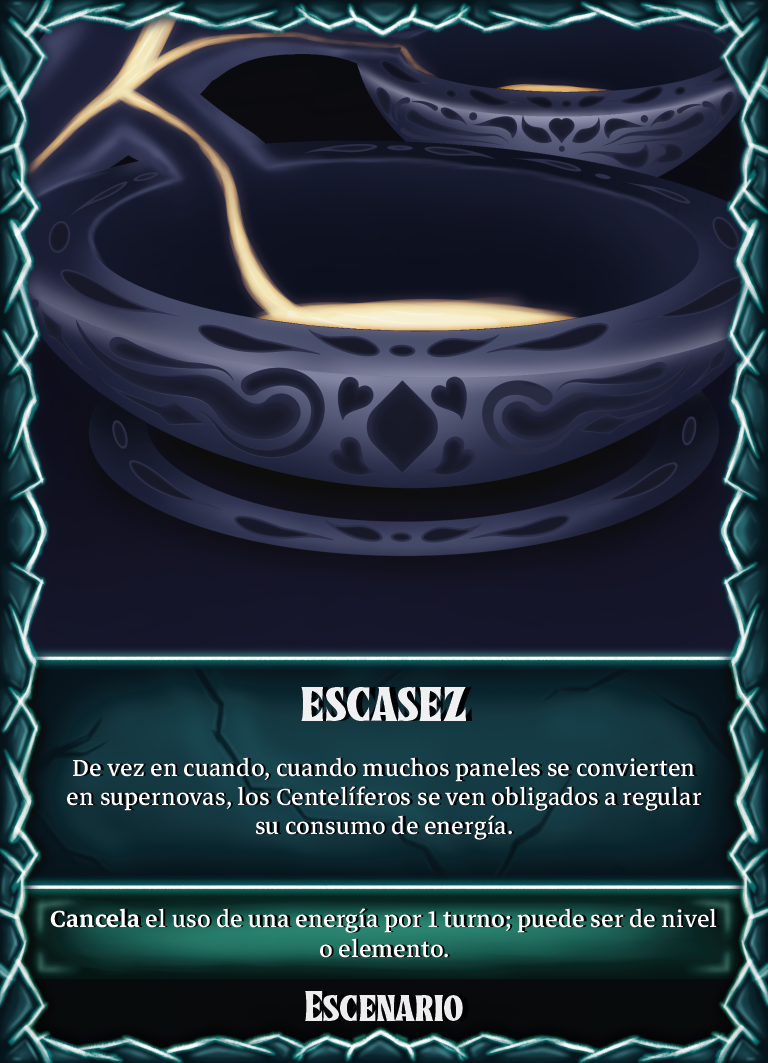 ESCASEZ
De vez en cuando, cuando muchos paneles se convierten
en supernovas, los Centelíferos se ven obligados a regular
su consumo de energía.
Cancela el uso de una energía por 1 turno; puede ser de nivel
o elemento.
ESCENARIO